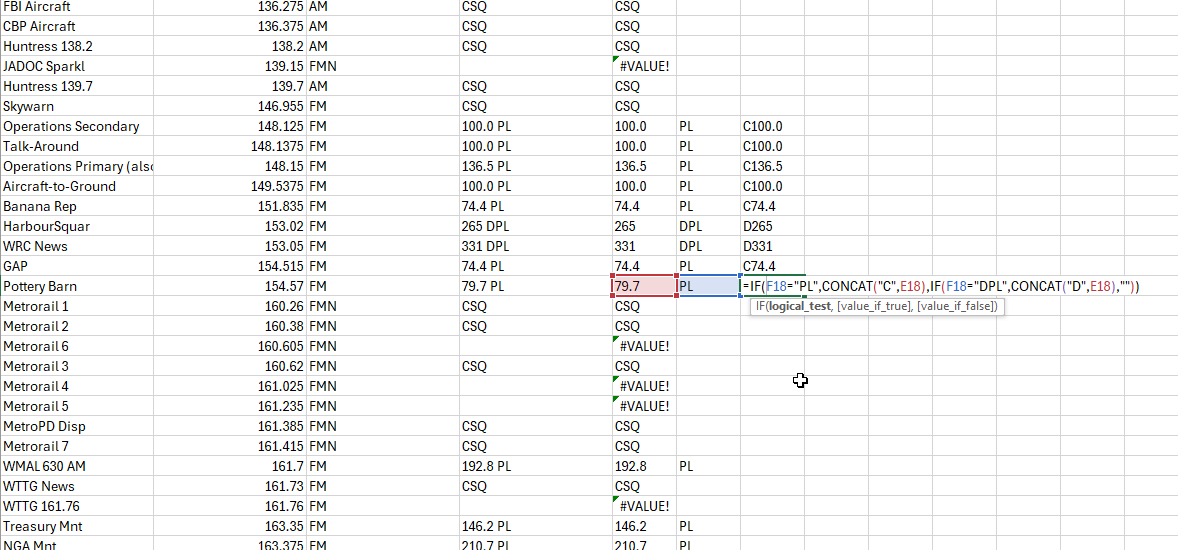 FBI Aircraft 136.275 AM CSQ CSQ
CBP Aircraft 136.375 AM CSQ CSQ
Huntress 138.2 138.2 AM CSQ CSQ
JADOC Sparkl 139.15 FMN #VALUE!
Huntress 139.7 139.7 AM CSQ CSQ
Skywarn 146.955 FM CSQ CSQ
Operations Secondary 148.125 FM 100.0 PL 100.0 PL C100.0
Talk-Around 148.1375 FM 100.0 PL 100.0 PL C100.0
Operations Primary (also 148.15 FM 136.5 PL 136.5 PL C136.5
Aircraft-to-Ground 149.5375 FM 100.0 PL 100.0 PL C100.0
Banana Rep 151.835 FM 74.4 PL 74.4 PL C74.4
HarbourSquar 153.02 FM 265 DPL 265 DPL D265
WRC News 153.05 FM 331 DPL 331 DPL D331
GAP 154.515 FM 74.4 PL 74.4 PL C74.4
Pottery Barn 154.57 FM 79.7 PL 79.7 PL =IF(F18="PL",CONCAT("C",E18),IF(F18="DPL",CONCAT("D",E18),""))
Metrorail 1 160.26 FMN CSQ CSQ IF(logical_test, [value_if_true], [value_if_false])
Metrorail 2 160.38 FMN CSQ CSQ
Metrorail 6 160.605 FMN #VALUE!
Metrorail 3 160.62 FMN CSQ CSQ
Metrorail 4 161.025 FMN #VALUE!
Metrorail 5 161.235 FMN #VALUE!
MetroPD Disp 161.385 FMN CSQ CSQ
Metrorail 7 161.415 FMN CSQ CSQ
WMAL 630 AM 161.7 FM 192.8 PL 192.8 PL
WTTG News 161.73 FM CSQ CSQ
WTTG 161.76 161.76 FM #VALUE!
Treasury Mnt 163.35 FM 146.2 PL 146.2 PL
NGA Mnt 163.375 FM 210.7 PL 210.7 PL